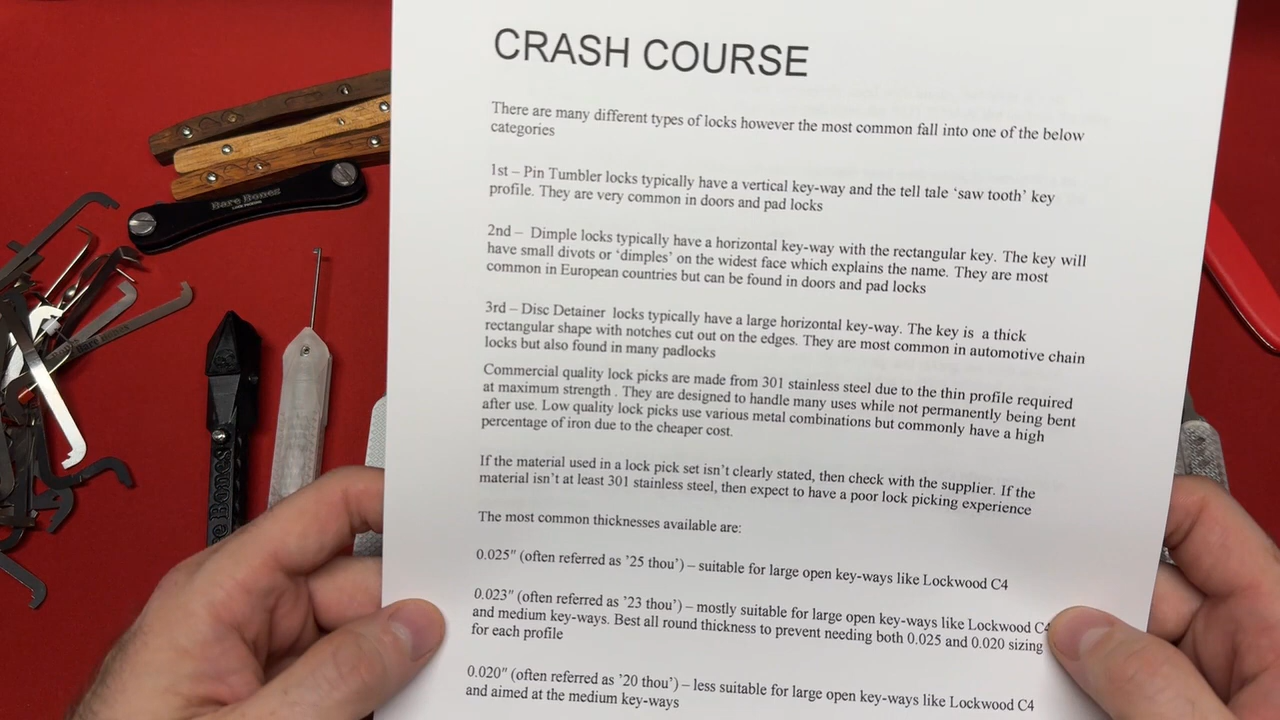 CRASH COURSE
There are many different types of locks however the most common fall into one of the below
categories
1st – Pin Tumbler locks typically have a vertical key-way and the tell tale ‘saw tooth’ key
profile. They are very common in doors and pad locks
2nd – Dimple locks typically have a horizontal key-way with the rectangular key. The key will
have small divots or ‘dimples’ on the widest face which explains the name. They are most
common in European countries but can be found in doors and pad locks
3rd – Disc Detainer locks typically have a large horizontal key-way. The key is a thick
rectangular shape with notches cut out on the edges. They are most common in automotive chain
locks but also found in many padlocks
Commercial quality lock picks are made from 301 stainless steel due to the thin profile required
at maximum strength . They are designed to handle many uses while not permanently being bent
after use. Low quality lock picks use various metal combinations but commonly have a high
percentage of iron due to the cheaper cost.
If the material used in a lock pick set isn’t clearly stated, then check with the supplier. If the
material isn’t at least 301 stainless steel, then expect to have a poor lock picking experience
The most common thicknesses available are:
0.025″ (often referred as ’25 thou’) – suitable for large open key-ways like Lockwood C4
0.023″ (often referred as ’23 thou’) – mostly suitable for large open key-ways like Lockwood C4
and medium key-ways. Best all round thickness to prevent needing both 0.025 and 0.020 sizing
for each profile
0.020″ (often referred as ’20 thou’) – less suitable for large open key-ways like Lockwood C4
and aimed at the medium key-ways
Bare Bones
LOCK PICKING
Bones